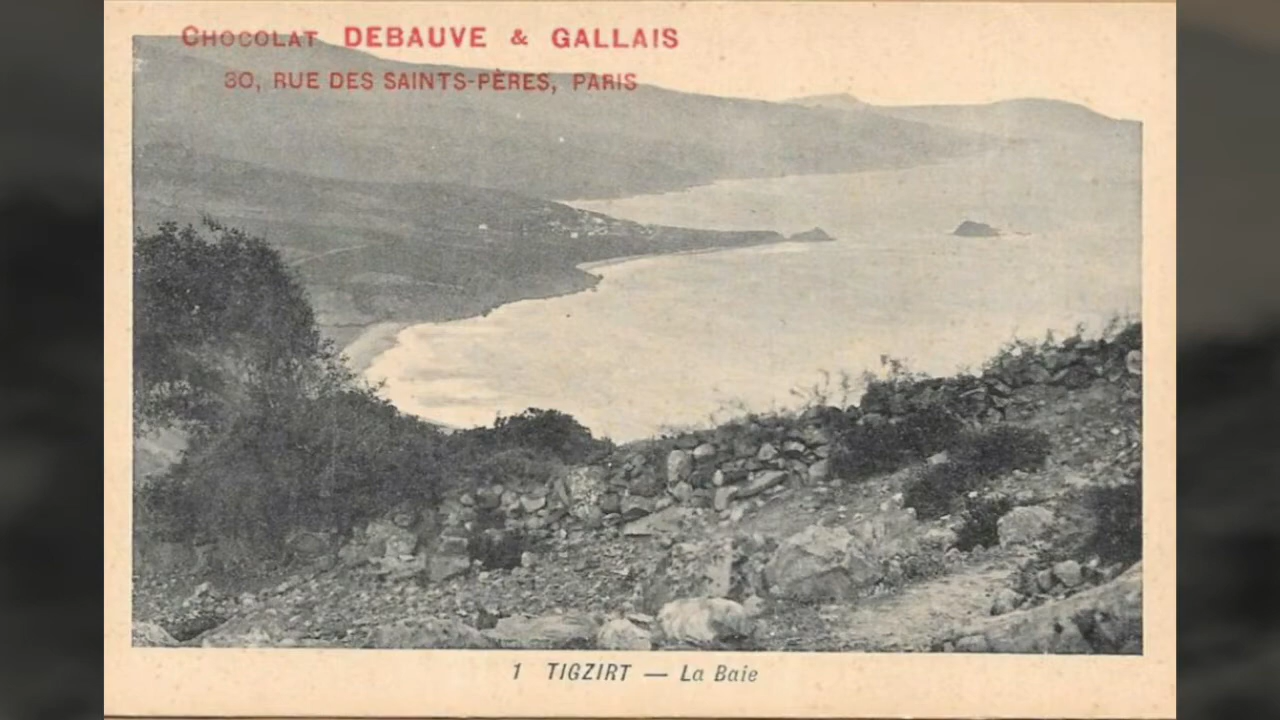 CHOCOLAT DEBAUVE & GALLAIS
30, RUE DES SAINTS-PÈRES, PARIS
1 TIGZIRT — La Baie